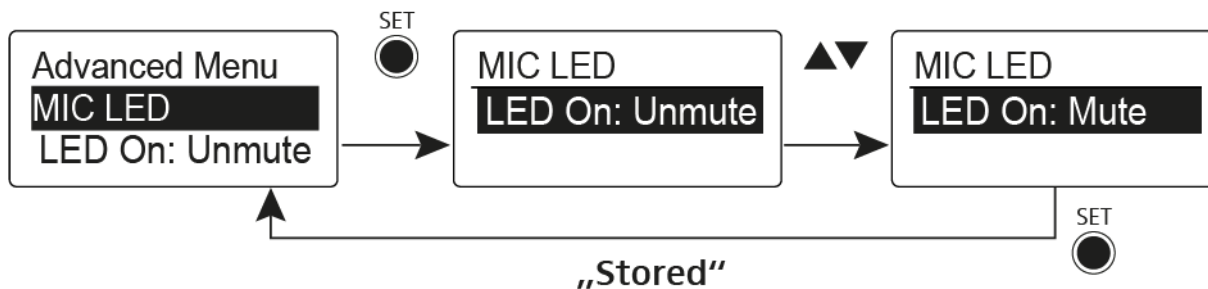 SET
Advanced Menu
MIC LED
LED On: Unmute
MIC LED
LED On: Unmute
MIC LED
LED On: Mute
SET
„Stored“